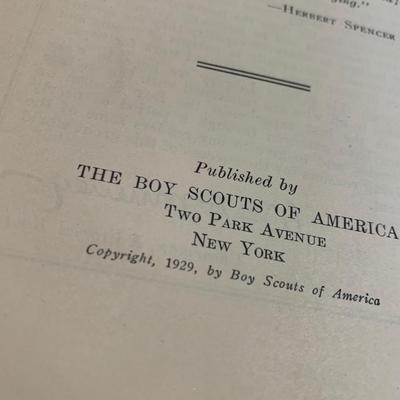 ging."
—Herbert Spencer
Published by
THE BOY SCOUTS OF AMERICA
Two Park Avenue
New York
Copyright, 1929, by Boy Scouts of America